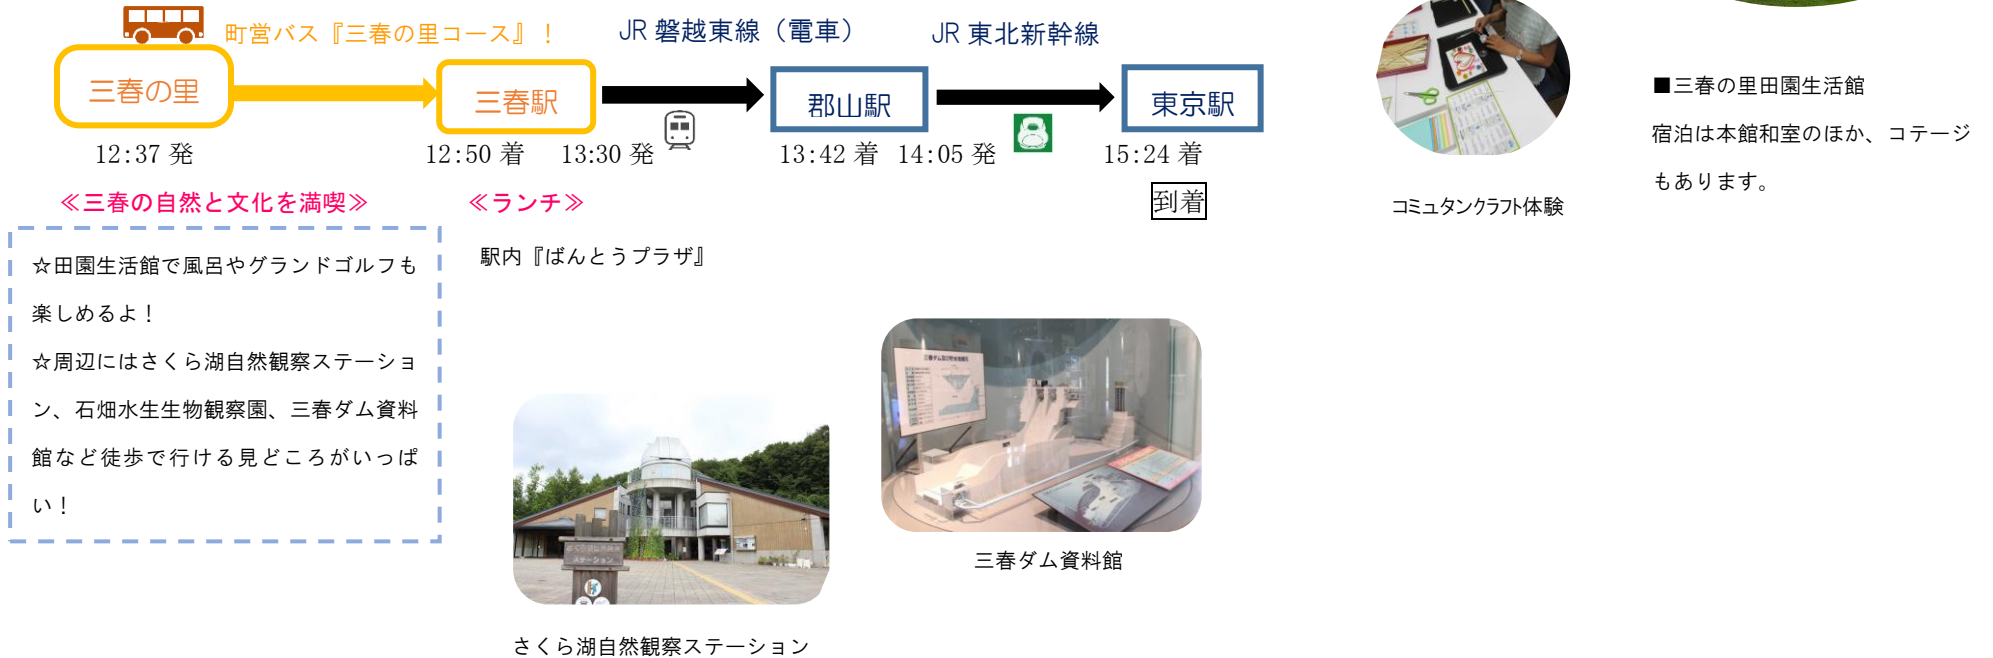 町営バス『三春の里コース』！
JR 磐越東線（電車）
JR 東北新幹線
三春の里
三春駅
郡山駅
東京駅
12:37 発
12:50 着
13:30 発
13:42 着
14:05 発
15:24 着
≪三春の自然と文化を満喫≫
≪ランチ≫
到着
☆田園生活館で風呂やグランドゴルフも
楽しめるよ！
☆周辺にはさくら湖自然観察ステーショ
ン、石畑水生生物観察園、三春ダム資料
館など徒歩で行ける見どころがいっぱ
い！
駅内『ばんとうプラザ』
さくら湖自然観察ステーション
三春ダム資料館
コミュタンクラフト体験
■三春の里田園生活館
宿泊は本館和室のほか、コテージ
もあります。